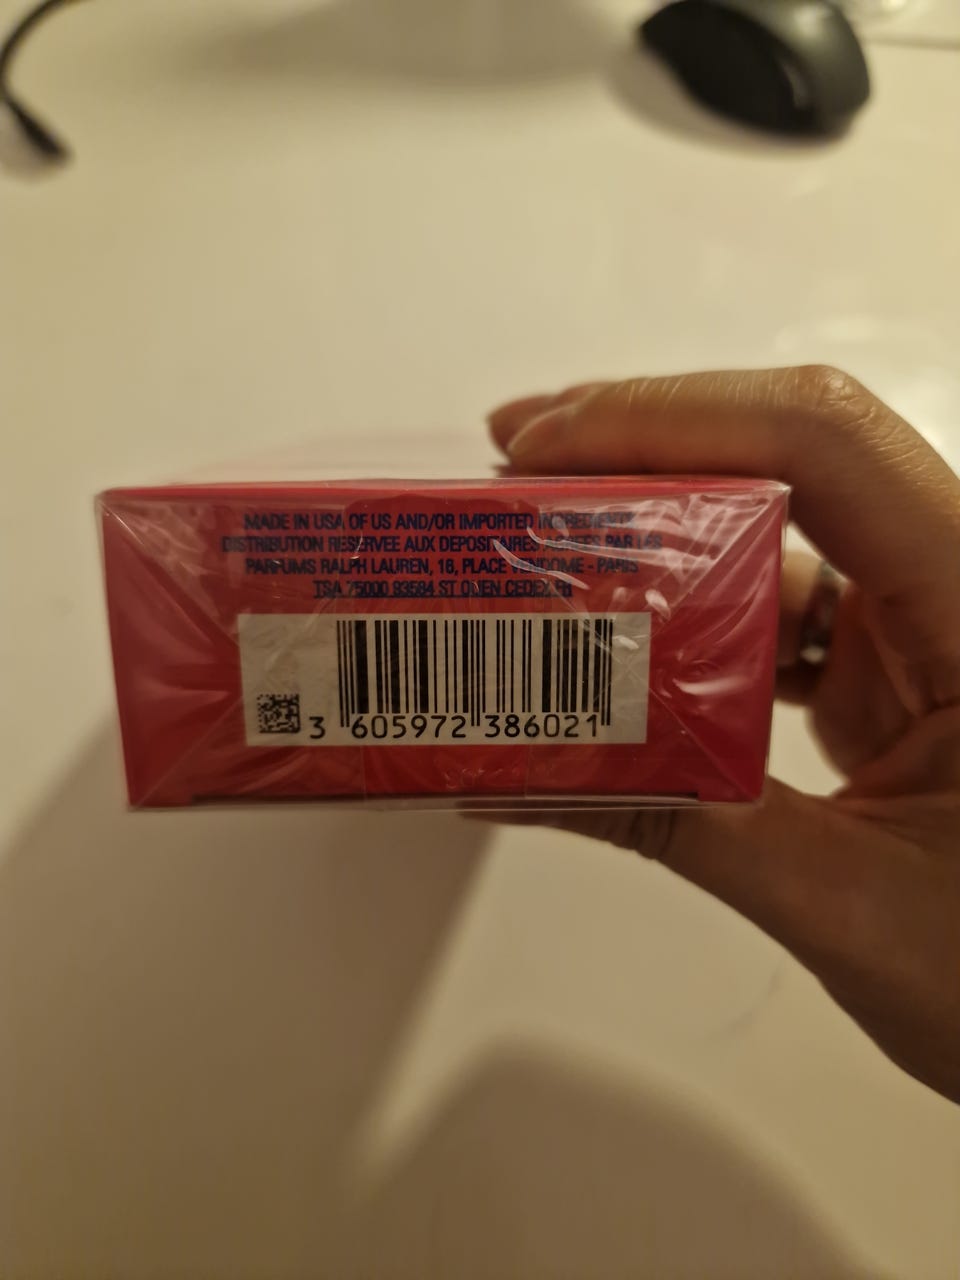 MADE IN USA OF US AND/OR IMPORTED INGREDIENTS
DISTRIBUTION RESERVEE AUX DEPOSITAIRES AGREES PAR LES
PARFUMS RALPH LAUREN, 16, PLACE VENDOME - PARIS
TSA 75000 93584 ST OUEN CEDEX FR
3 605972 386021